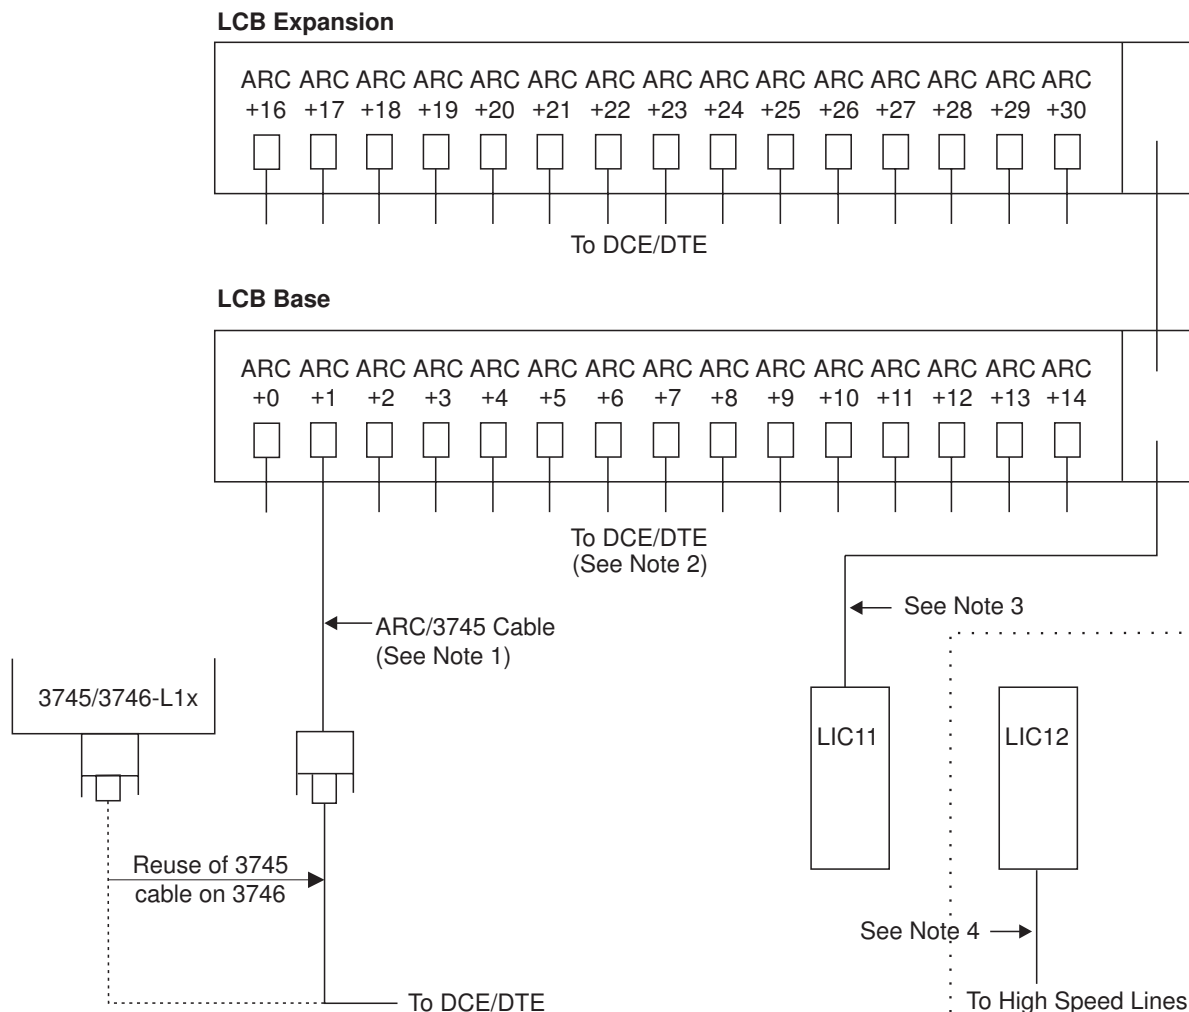 LCB Expansion
ARC ARC ARC ARC ARC ARC ARC ARC ARC ARC ARC ARC ARC ARC ARC
+16 +17 +18 +19 +20 +21 +22 +23 +24 +25 +26 +27 +28 +29 +30
To DCE/DTE
LCB Base
ARC ARC ARC ARC ARC ARC ARC ARC ARC ARC ARC ARC ARC ARC ARC
+0 +1 +2 +3 +4 +5 +6 +7 +8 +9 +10 +11 +12 +13 +14
To DCE/DTE
(See Note 2)
See Note 3
ARC/3745 Cable
(See Note 1)
3745/3746-L1x
LIC11
LIC12
Reuse of 3745
cable on 3746
See Note 4
To DCE/DTE
To High Speed Lines